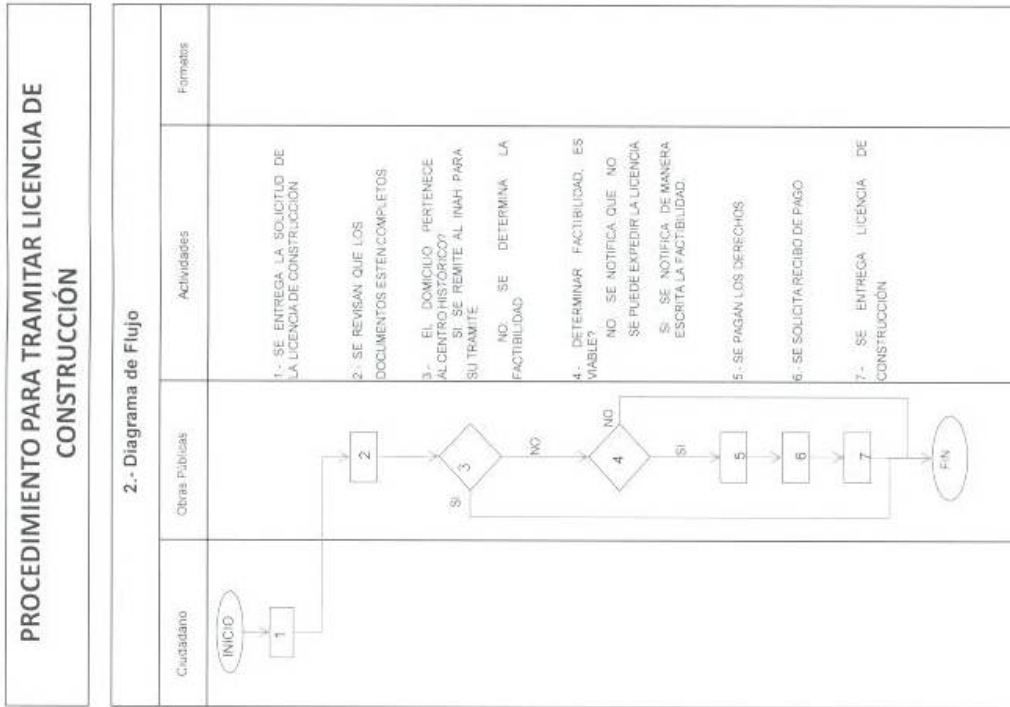 PROCEDIMIENTO PARA TRAMITAR LICENCIA DE
CONSTRUCCIÓN
2.- Diagrama de Flujo
Ciudadano
Obras Públicas
Actividades
Formatos
INICIO
1
2
3
SI
NO
4
NO
SI
5
6
7
FIN
1.- SE ENTREGA LA SOLICITUD DE
LA LICENCIA DE CONSTRUCCIÓN
2.- SE REVISAN QUE LOS
DOCUMENTOS ESTEN COMPLETOS
3.- EL DOMICILIO PERTENECE
AL CENTRO HISTÓRICO?
SI: SE REMITE AL INAH PARA
SU TRAMITE
NO: SE DETERMINA LA
FACTIBILIDAD
4.- DETERMINAR FACTIBILIDAD, ES
VIABLE?
NO: SE NOTIFICA QUE NO
SE PUEDE EXPEDIR LA LICENCIA
SI: SE NOTIFICA DE MANERA
ESCRITA LA FACTIBILIDAD.
5.- SE PAGAN LOS DERECHOS
6.- SE SOLICITA RECIBO DE PAGO
7.- SE ENTREGA LICENCIA DE
CONSTRUCCIÓN